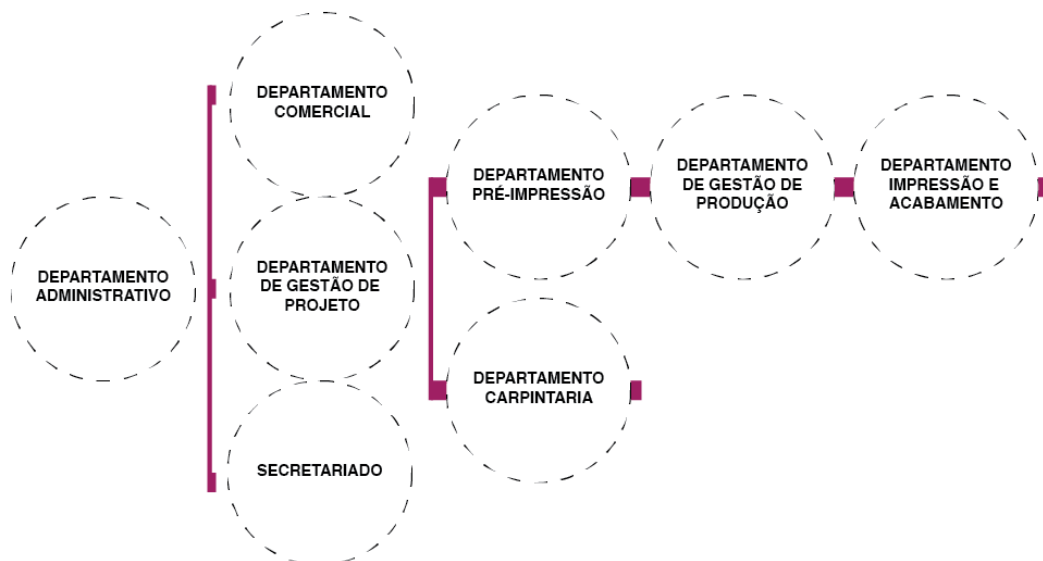 DEPARTAMENTO
ADMINISTRATIVO
DEPARTAMENTO
COMERCIAL
DEPARTAMENTO
DE GESTÃO DE
PROJETO
SECRETARIADO
DEPARTAMENTO
PRÉ-IMPRESSÃO
DEPARTAMENTO
CARPINTARIA
DEPARTAMENTO
DE GESTÃO DE
PRODUÇÃO
DEPARTAMENTO
IMPRESSÃO E
ACABAMENTO